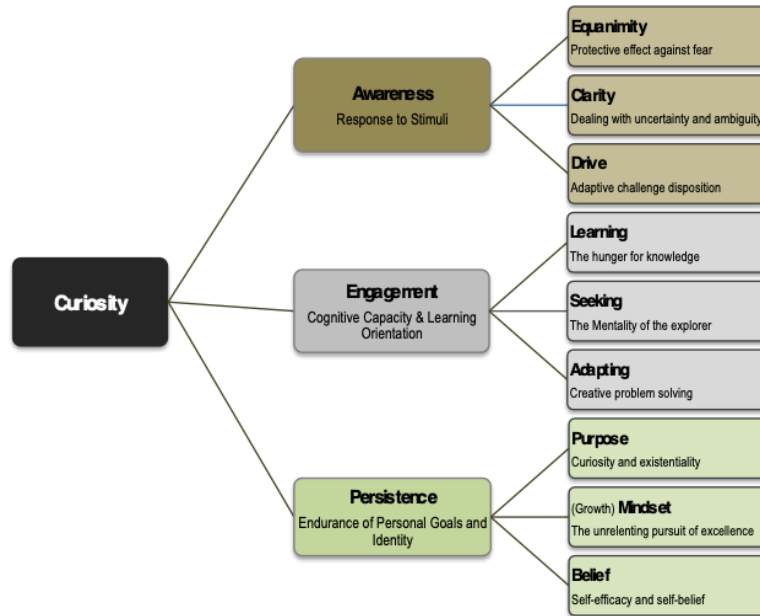 Equanimity
Protective effect against fear
Awareness
Response to Stimuli
Clarity
Dealing with uncertainty and ambiguity
Drive
Adaptive challenge disposition
Learning
The hunger for knowledge
Curiosity
Engagement
Cognitive Capacity & Learning
Orientation
Seeking
The Mentality of the explorer
Adapting
Creative problem solving
Purpose
Curiosity and existentiality
Persistence
Endurance of Personal Goals and
Identity
(Growth) Mindset
The unrelenting pursuit of excellence
Belief
Self-efficacy and self-belief